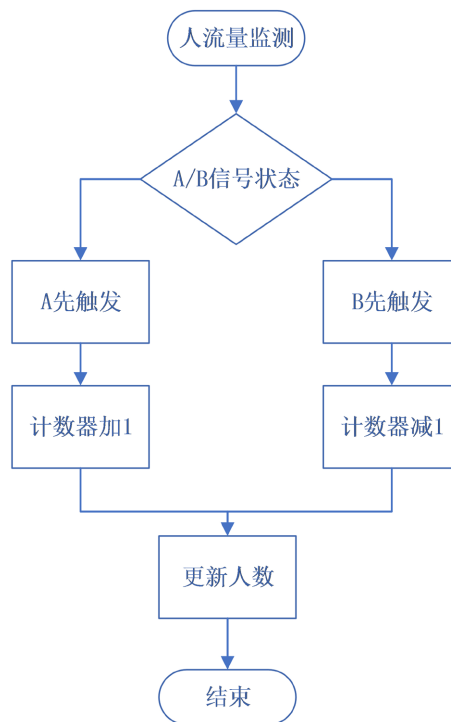 人流量监测
A/B信号状态
A先触发
B先触发
计数器加1
计数器减1
更新人数
结束